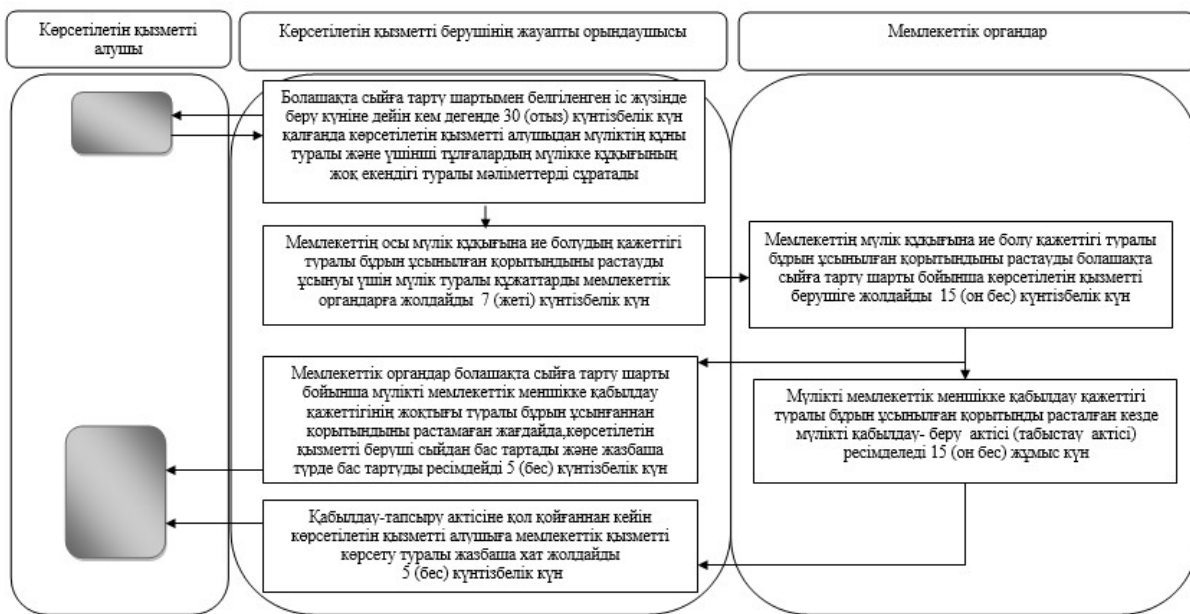 Көрсетілетін қызметті
алушы
Көрсетілетін қызметті берушінің жауапты орындаушысы
Мемлекеттік органдар
Болашақта сыйға тарту шартымен белгіленген іс жүзінде
беру күніне дейін кем дегенде 30 (отыз) күнтізбелік күн
қалғанда көрсетілетін қызметті алушыдан мүліктің құны
туралы және үшінші тұлғалардың мүлікке құқығының
жоқ екендігі туралы мәліметтерді сұратады
Мемлекеттің осы мүлік құқығына ие болудың қажеттігі
туралы бұрын ұсынылған қорытындыны растауды
ұсынуы үшін мүлік туралы құжаттарды мемлекеттік
органдарға жолдайды 7 (жеті) күнтізбелік күн
Мемлекеттің мүлік құқығына ие болу қажеттігі туралы
бұрын ұсынылған қорытындыны растауды болашақта
сыйға тарту шарты бойынша көрсетілетін қызметті
берушіге жолдайды 15 (он бес) күнтізбелік күн
Мемлекеттік органдар болашақта сыйға тарту шарты
бойынша мүлікті мемлекеттік меншікке қабылдау
қажеттігінің жоқтығы туралы бұрын ұсынғаннан
қорытындыны растамаған жағдайда,көрсетілетін
қызметті беруші сыйдан бас тартады және жазбаша
түрде бас тартуды ресімдейді 5 (бес) күнтізбелік күн
Мүлікті мемлекеттік меншікке қабылдау қажеттігі
туралы бұрын ұсынылған қорытынды расталған кезде
мүлікті қабылдау- беру актісі (табыстау актісі)
ресімделеді 15 (он бес) жұмыс күн
Қабылдау-тапсыру актісіне қол қойғаннан кейін
көрсетілетін қызметті алушыға мемлекеттік қызметті
көрсету туралы жазбаша хат жолдайды
5 (бес) күнтізбелік күн